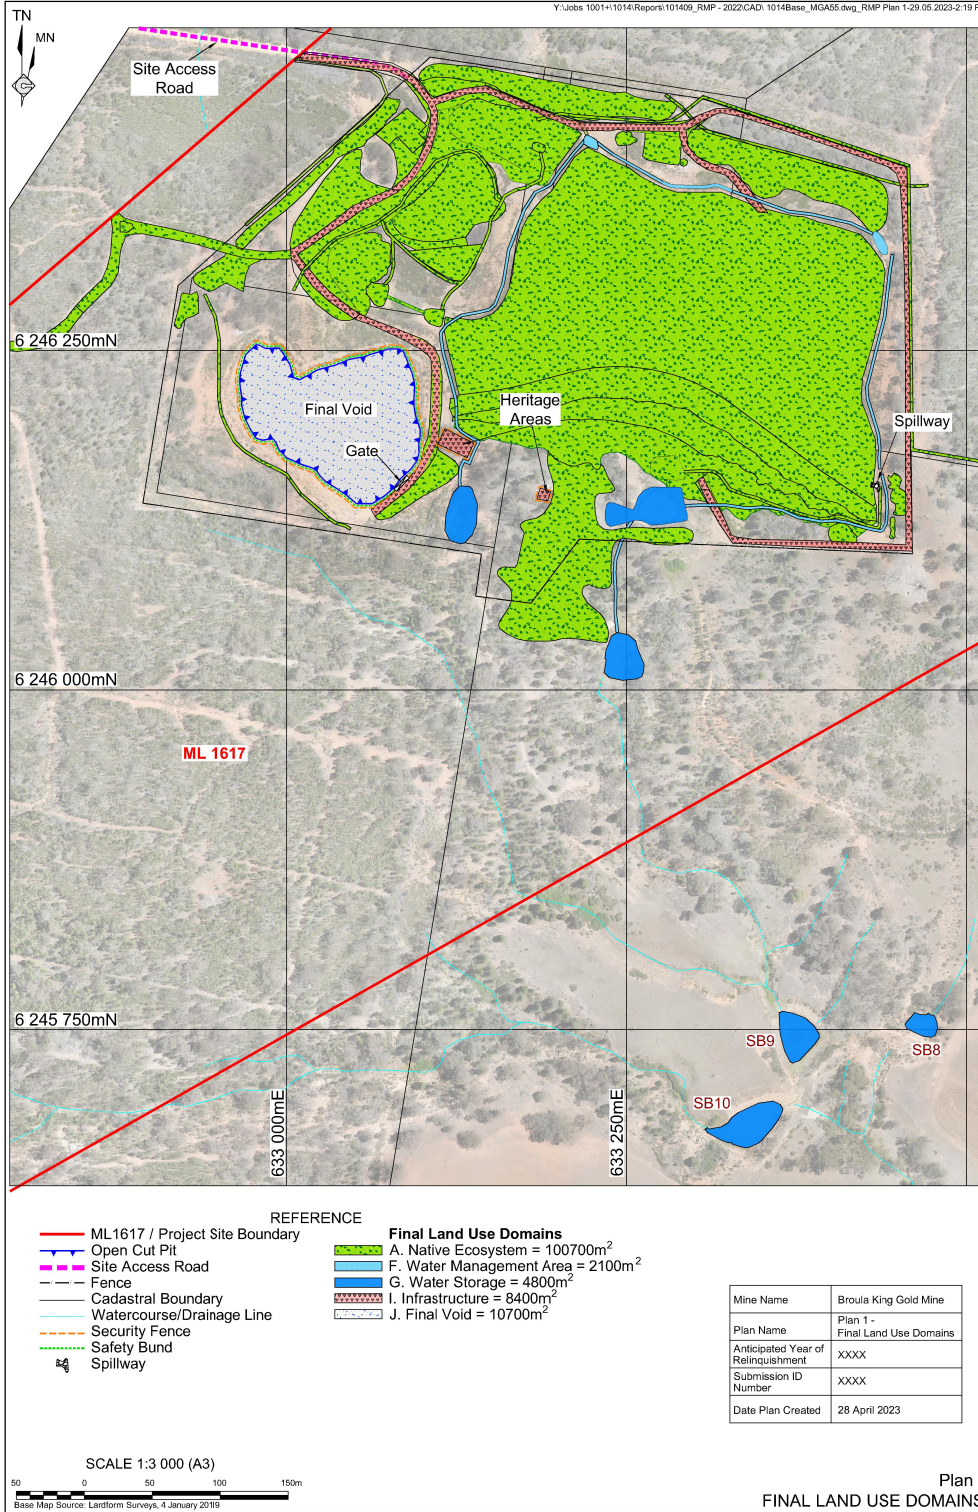 Y:\Jobs 1001+\1014\Reports\101409_RMP - 2022\CAD\ 1014Base_MGA55.dwg_RMP Plan 1-29.05.2023-2:19 P
TN
MN
Site Access
Road
6 246 250mN
Final Void
Heritage
Areas
Gate
Spillway
6 246 000mN
ML 1617
6 245 750mN
SB9
SB8
SB10
633 000mE
633 250mE
REFERENCE
ML1617 / Project Site Boundary
Open Cut Pit
Site Access Road
Fence
Cadastral Boundary
Watercourse/Drainage Line
Security Fence
Safety Bund
Spillway
Final Land Use Domains
A. Native Ecosystem = 100700m²
F. Water Management Area = 2100m²
G. Water Storage = 4800m²
I. Infrastructure = 8400m²
J. Final Void = 10700m²
Mine Name Broula King Gold Mine
Plan Name Plan 1 -
Final Land Use Domains
Anticipated Year of
Relinquishment XXXX
Submission ID
Number XXXX
Date Plan Created 28 April 2023
SCALE 1:3 000 (A3)
50 0 50 100 150m
Base Map Source: Landform Surveys, 4 January 2019
Plan
FINAL LAND USE DOMAINS